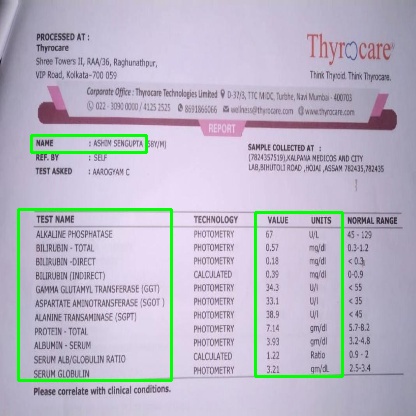 PROCESSED AT :
Thyrocare
Shree Towers II, RAA/36, Raghunathpur,
VIP Road, Kolkata-700 059
Thyrocare®
Think Thyroid. Think Thyrocare.
Corporate Office : Thyrocare Technologies Limited D-37/3, TTC MIDC, Turbhe, Navi Mumbai - 400703
022 - 3090 0000 / 4125 2525 8691866066 wellness@thyrocare.com www.thyrocare.com
REPORT
NAME : ASHIM SENGUPTA (58Y/M)
REF. BY : SELF
TEST ASKED : AAROGYAM C
SAMPLE COLLECTED AT :
(7824357519),KALPANA MEDICOS AND CITY
LAB,BIHUTOLI ROAD ,HOJAI ,ASSAM 782435,782435
TEST NAME TECHNOLOGY VALUE UNITS NORMAL RANGE
ALKALINE PHOSPHATASE PHOTOMETRY 67 U/L 45 - 129
BILIRUBIN - TOTAL PHOTOMETRY 0.57 mg/dl 0.3-1.2
BILIRUBIN -DIRECT PHOTOMETRY 0.18 mg/dl < 0.3
BILIRUBIN (INDIRECT) CALCULATED 0.39 mg/dl 0-0.9
GAMMA GLUTAMYL TRANSFERASE (GGT) PHOTOMETRY 34.3 U/l < 55
ASPARTATE AMINOTRANSFERASE (SGOT ) PHOTOMETRY 33.1 U/l < 35
ALANINE TRANSAMINASE (SGPT) PHOTOMETRY 38.9 U/l < 45
PROTEIN - TOTAL PHOTOMETRY 7.14 gm/dl 5.7-8.2
ALBUMIN - SERUM PHOTOMETRY 3.93 gm/dl 3.2-4.8
SERUM ALB/GLOBULIN RATIO CALCULATED 1.22 Ratio 0.9 - 2
SERUM GLOBULIN PHOTOMETRY 3.21 gm/dL 2.5-3.4
Please correlate with clinical conditions.